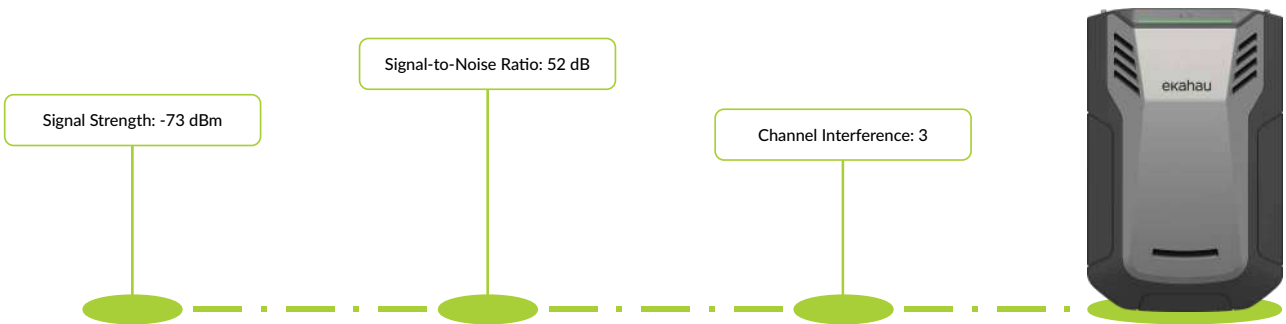 Signal-to-Noise Ratio: 52 dB
Signal Strength: -73 dBm
Channel Interference: 3
ekahau